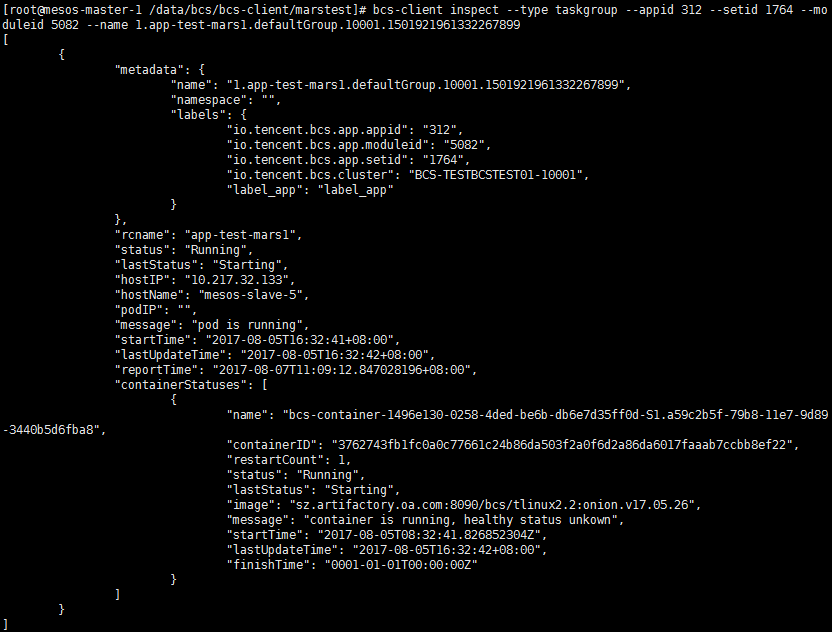 [root@mesos-master-1 /data/bcs/bcs-client/marstest]# bcs-client inspect --type taskgroup --appid 312 --setid 1764 --mo
duleid 5082 --name 1.app-test-mars1.defaultGroup.10001.1501921961332267899
[
{
"metadata": {
"name": "1.app-test-mars1.defaultGroup.10001.1501921961332267899",
"namespace": "",
"labels": {
"io.tencent.bcs.app.appid": "312",
"io.tencent.bcs.app.moduleid": "5082",
"io.tencent.bcs.app.setid": "1764",
"io.tencent.bcs.cluster": "BCS-TESTBCSTEST01-10001",
"label_app": "label_app"
}
},
"rcname": "app-test-mars1",
"status": "Running",
"lastStatus": "Starting",
"hostIP": "10.217.32.133",
"hostName": "mesos-slave-5",
"podIP": "",
"message": "pod is running",
"startTime": "2017-08-05T16:32:41+08:00",
"lastUpdateTime": "2017-08-05T16:32:42+08:00",
"reportTime": "2017-08-07T11:09:12.847028196+08:00",
"containerStatuses": [
{
"name": "bcs-container-1496e130-0258-4ded-be6b-db6e7d35ff0d-S1.a59c2b5f-79b8-11e7-9d89
-3440b5d6fba8",
"containerID": "3762743fb1fc0a0c77661c24b86da503f2a0f6d2a86da6017faaab7ccbb8ef22",
"restartCount": 1,
"status": "Running",
"lastStatus": "Starting",
"image": "sz.artifactory.oa.com:8090/bcs/tlinux2.2:onion.v17.05.26",
"message": "container is running, healthy status unkown",
"startTime": "2017-08-05T08:32:41.826852304Z",
"lastUpdateTime": "2017-08-05T16:32:42+08:00",
"finishTime": "0001-01-01T00:00:00Z"
}
]
}
]